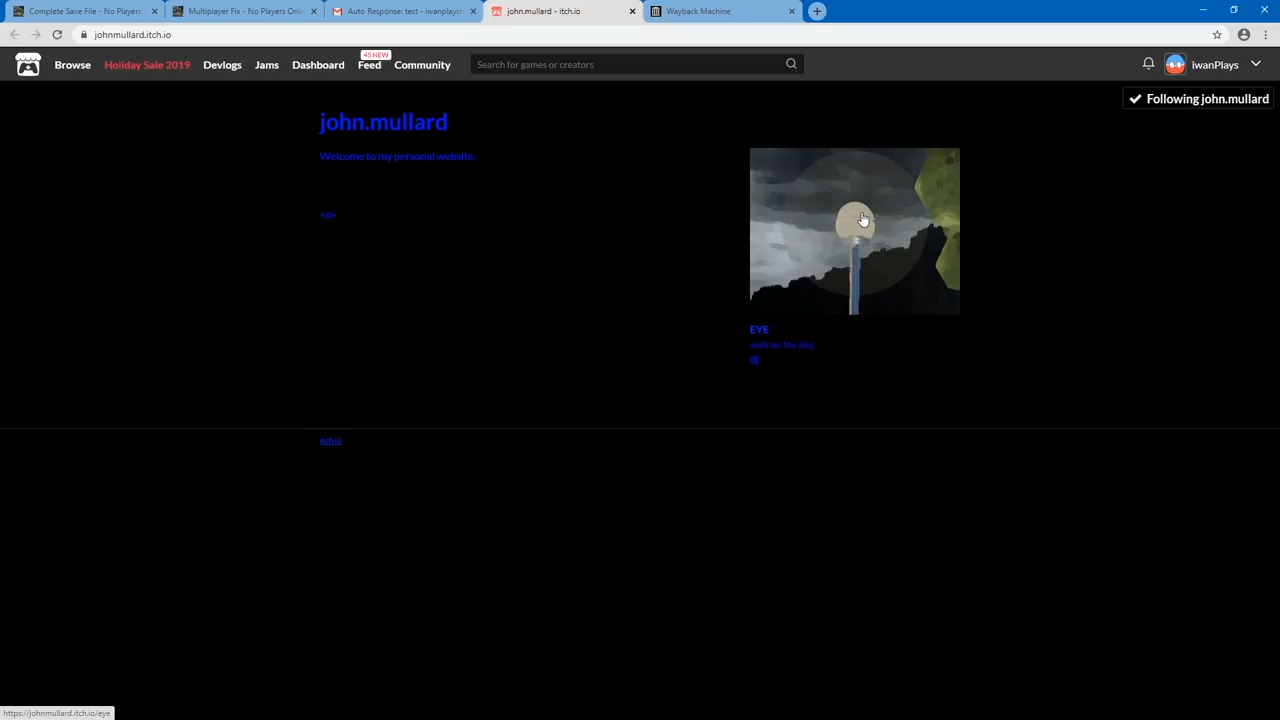 Complete Save File - No Players
Multiplayer Fix - No Players Onli
Auto Response: test - iwanplayst
john.mullard - itch.io
Wayback Machine
johnmullard.itch.io
Browse
Holiday Sale 2019
Devlogs
Jams
Dashboard
45 NEW
Feed
Community
Search for games or creators
iwanPlays
Following john.mullard
john.mullard
Welcome to my personal website.
<p>
EYE
walk w/ the dog
itch.io
https://johnmullard.itch.io/eye